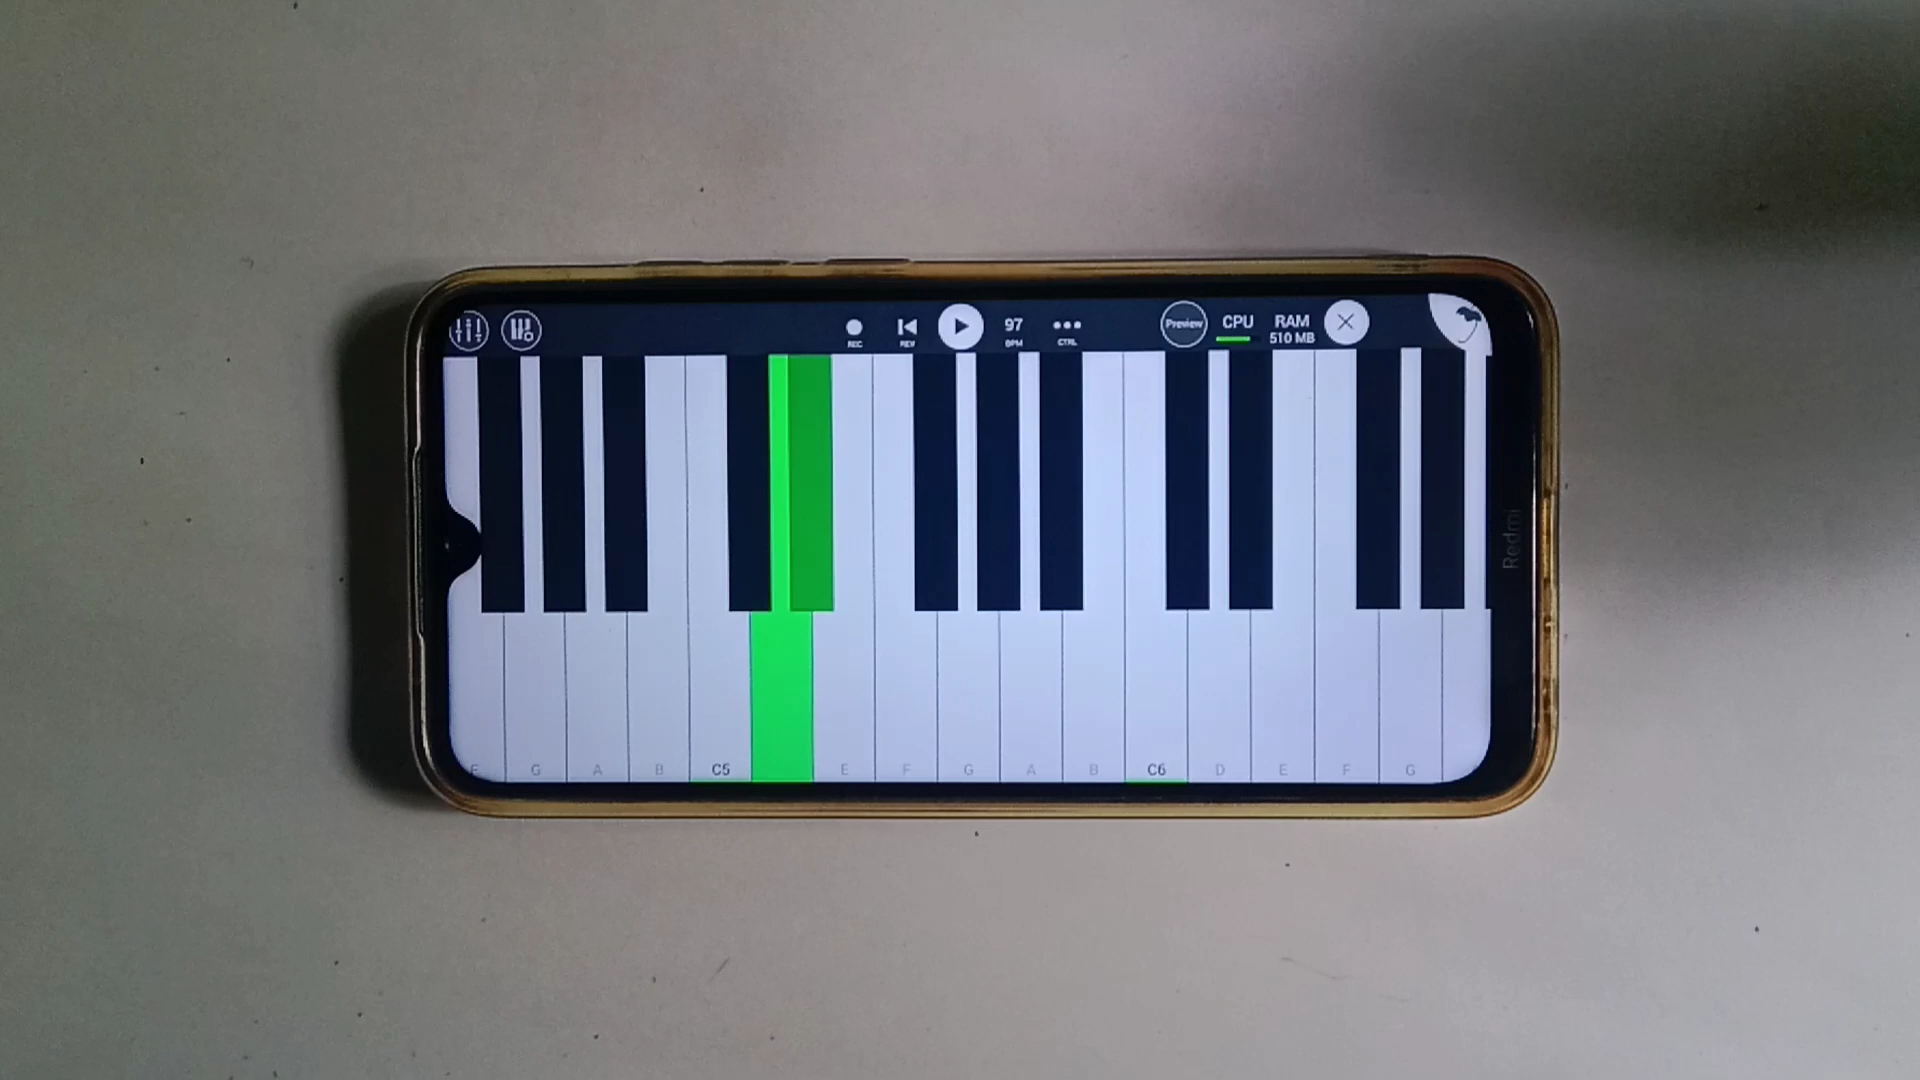 97
CPU
RAM
REC
REV
BPM
CTRL
Preview
510 MB
F G A B C5 E F G A B C6 D E F G
Redmi